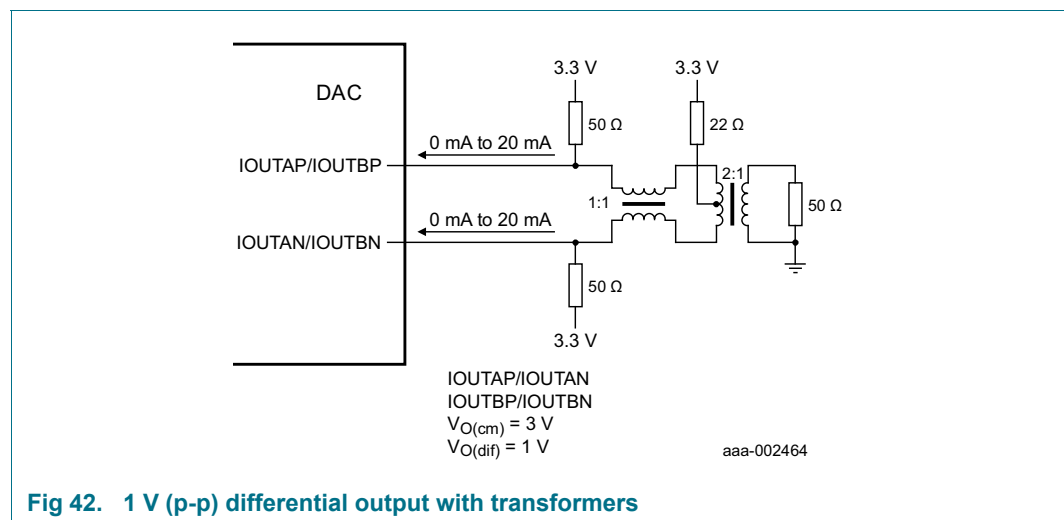 3.3 V
3.3 V
DAC
50 Ω
22 Ω
0 mA to 20 mA
IOUTAP/IOUTBP
2:1
1:1
50 Ω
0 mA to 20 mA
IOUTAN/IOUTBN
50 Ω
3.3 V
IOUTAP/IOUTAN
IOUTBP/IOUTBN
VO(cm) = 3 V
VO(dif) = 1 V
aaa-002464
Fig 42. 1 V (p-p) differential output with transformers